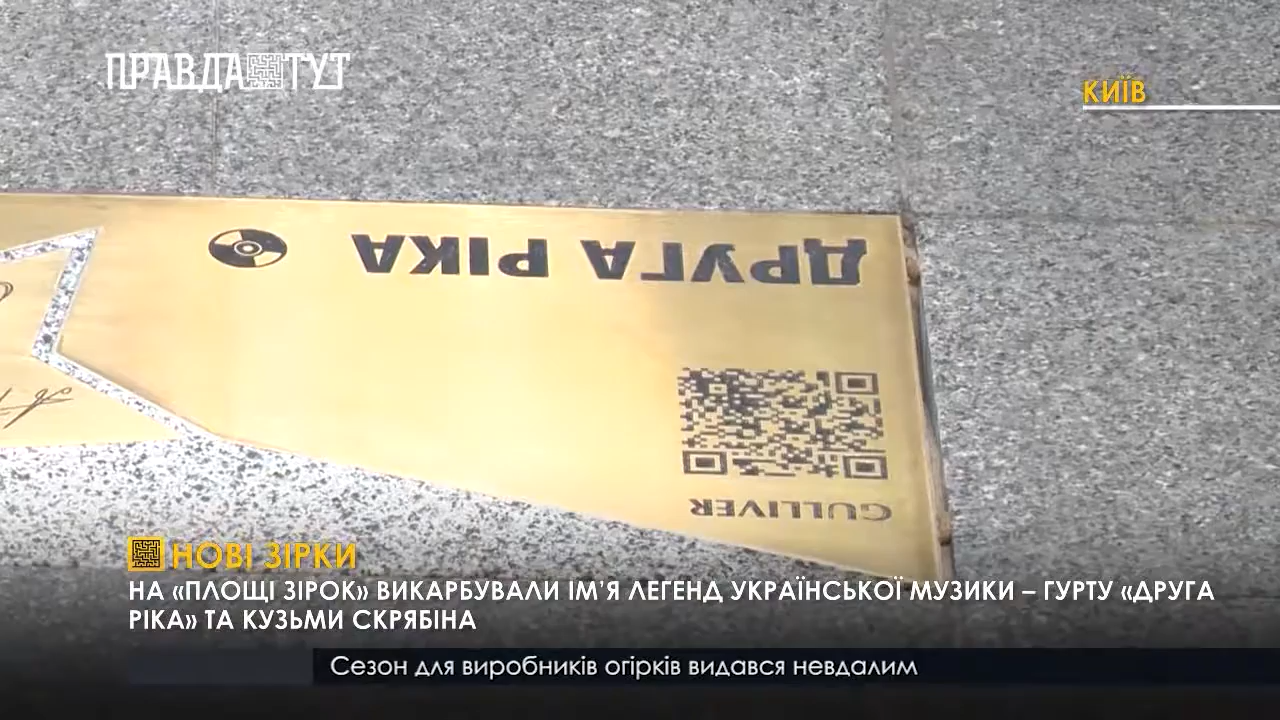 ПРАВДА ТУТ
КИЇВ
ДРУГА РІКА
GULLIVER
НОВІ ЗІРКИ
НА «ПЛОЩІ ЗІРОК» ВИКАРБУВАЛИ ІМ’Я ЛЕГЕНД УКРАЇНСЬКОЇ МУЗИКИ – ГУРТУ «ДРУГА
РІКА» ТА КУЗЬМИ СКРЯБІНА
Сезон для виробників огірків видався невдалим